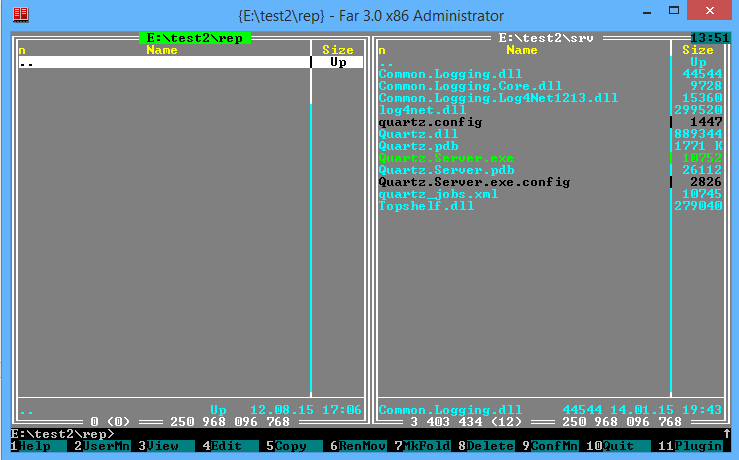 {E:\test2\rep} - Far 3.0 x86 Administrator
E:\test2\rep
n Name Size
.. Up
.. Up 12.08.15 17:06
0 (0) 250 968 096 768
E:\test2\srv 13:51
n Name Size
.. Up
Common.Logging.dll 44544
Common.Logging.Core.dll 9728
Common.Logging.Log4Net1213.dll 15360
log4net.dll 299520
quartz.config 1447
Quartz.dll 889344
Quartz.pdb 1771 K
Quartz.Server.exe 10752
Quartz.Server.pdb 26112
Quartz.Server.exe.config 2826
quartz_jobs.xml 10745
Topshelf.dll 279040
Common.Logging.dll 44544 14.01.15 19:43
3 403 434 (12) 250 968 096 768
E:\test2\rep>
1Help 2UserMn 3View 4Edit 5Copy 6RenMov 7MkFold 8Delete 9ConfMn 10Quit 11Plugin